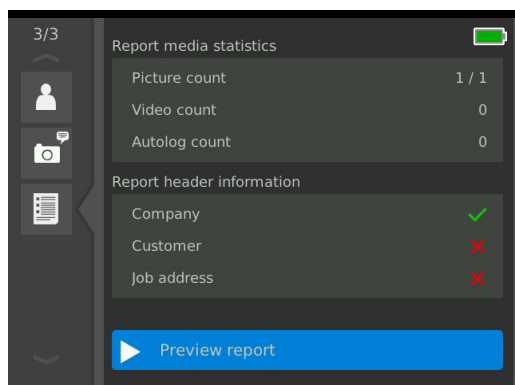 3/3
Report media statistics
Picture count 1 / 1
Video count 0
Autolog count 0
Report header information
Company
Customer
Job address
Preview report